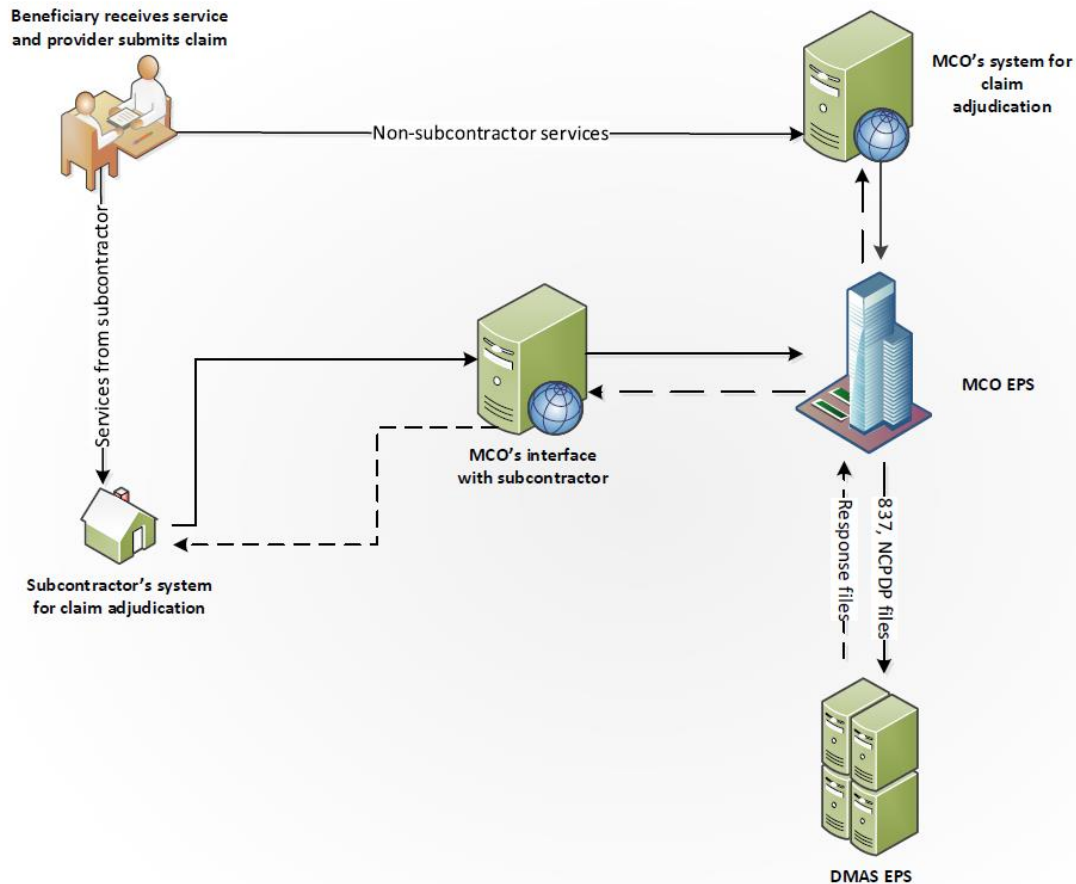 Beneficiary receives service
and provider submits claim
MCO's system for
claim
adjudication
Non-subcontractor services
Services from subcontractor
MCO EPS
MCO's interface
with subcontractor
Response files
837, NCPDP files
Subcontractor's system
for claim adjudication
DMAS EPS